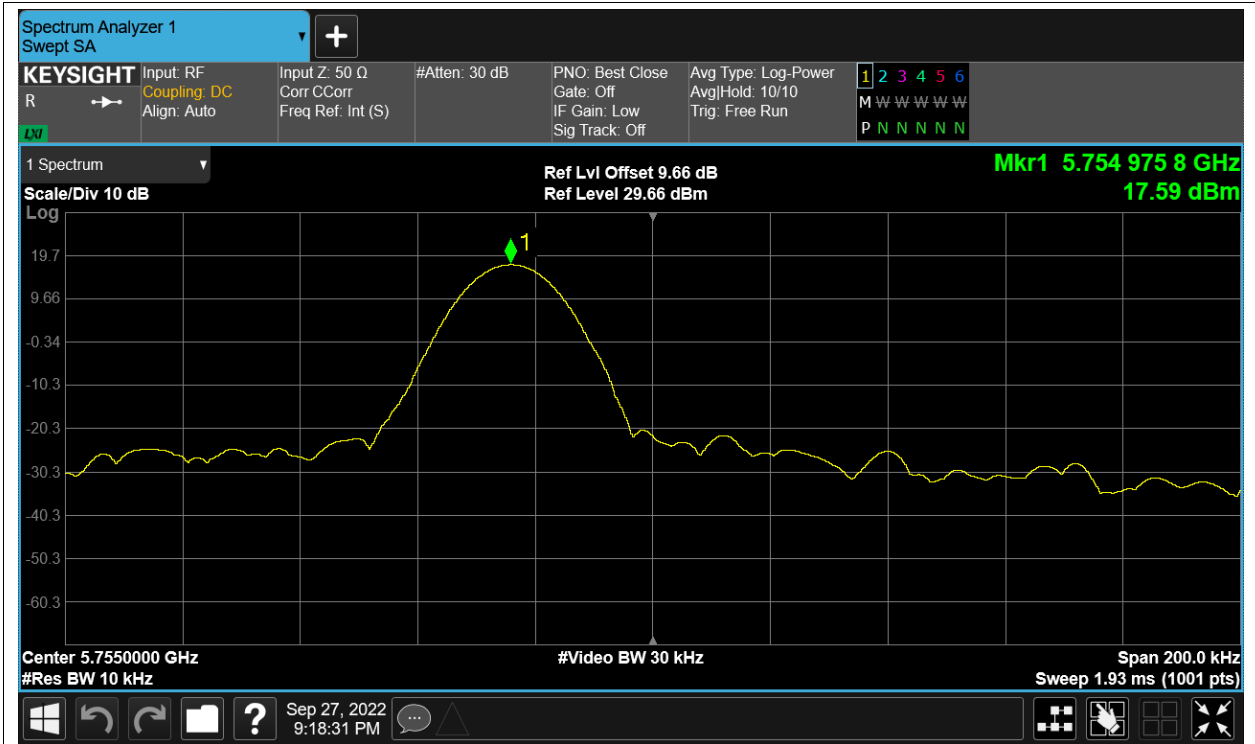 Spectrum Analyzer 1
Swept SA
KEYSIGHT
R
LXI
Input: RF
Coupling: DC
Align: Auto
Input Z: 50 Ω
Corr CCorr
Freq Ref: Int (S)
#Atten: 30 dB
PNO: Best Close
Gate: Off
IF Gain: Low
Sig Track: Off
Avg Type: Log-Power
Avg|Hold: 10/10
Trig: Free Run
1 2 3 4 5 6
M W W W W W
P N N N N N
1 Spectrum
Scale/Div 10 dB
Log
Ref Lvl Offset 9.66 dB
Ref Level 29.66 dBm
Mkr1 5.754 975 8 GHz
17.59 dBm
1
19.7
9.66
-0.34
-10.3
-20.3
-30.3
-40.3
-50.3
-60.3
Center 5.7550000 GHz
#Res BW 10 kHz
#Video BW 30 kHz
Span 200.0 kHz
Sweep 1.93 ms (1001 pts)
?
Sep 27, 2022
9:18:31 PM